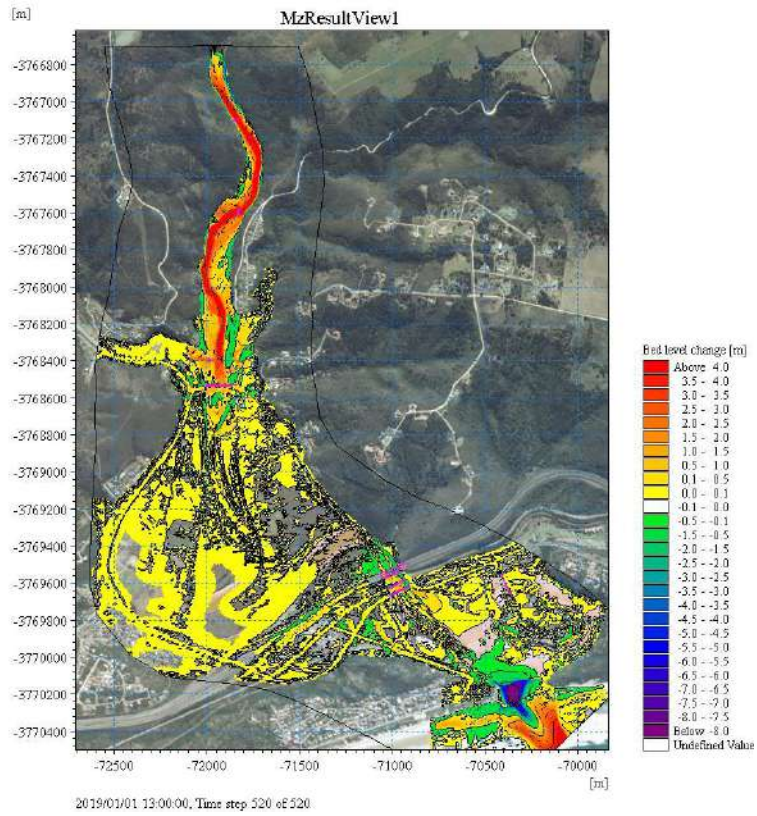 MzResultView1
[m]
-3766800
-3767000
-3767200
-3767400
-3767600
-3767800
-3768000
-3768200
-3768400
-3768600
-3768800
-3769000
-3769200
-3769400
-3769600
-3769800
-3770000
-3770200
-3770400
-72500
-72000
-71500
-71000
-70500
-70000
[m]
2019/01/01 13:00:00, Time step 520 of 520
Bed level change [m]
Above 4.0
3.5 - 4.0
3.0 - 3.5
2.5 - 3.0
2.0 - 2.5
1.5 - 2.0
1.0 - 1.5
0.5 - 1.0
0.1 - 0.5
0.0 - 0.1
-0.1 - 0.0
-0.5 - -0.1
-1.0 - -0.5
-1.5 - -1.0
-2.0 - -1.5
-2.5 - -2.0
-3.0 - -2.5
-3.5 - -3.0
-4.0 - -3.5
-4.5 - -4.0
-5.0 - -4.5
-5.5 - -5.0
-6.0 - -5.5
-6.5 - -6.0
-7.0 - -6.5
-7.5 - -7.0
-8.0 - -7.5
Below -8.0
Undefined Value